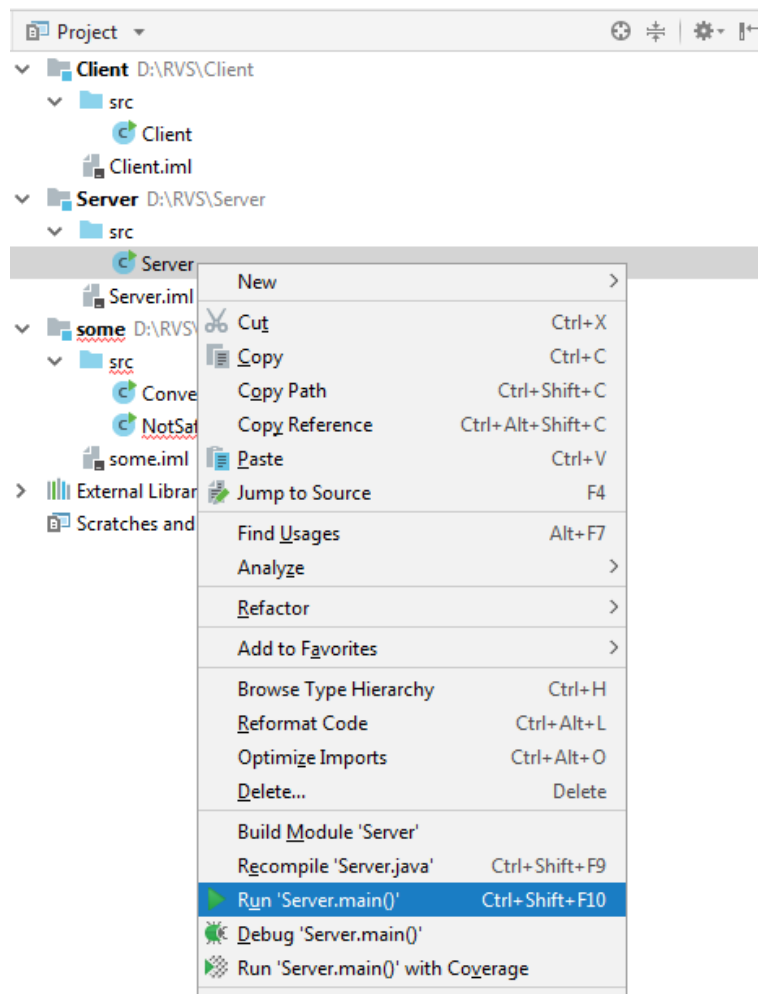 Project
Client D:\RVS\Client
src
Client
Client.iml
Server D:\RVS\Server
src
Server
Server.iml
some D:\RVS\
src
Conve
NotSaf
some.iml
External Librar
Scratches and
New
Cut Ctrl+X
Copy Ctrl+C
Copy Path Ctrl+Shift+C
Copy Reference Ctrl+Alt+Shift+C
Paste Ctrl+V
Jump to Source F4
Find Usages Alt+F7
Analyze
Refactor
Add to Favorites
Browse Type Hierarchy Ctrl+H
Reformat Code Ctrl+Alt+L
Optimize Imports Ctrl+Alt+O
Delete... Delete
Build Module 'Server'
Recompile 'Server.java' Ctrl+Shift+F9
Run 'Server.main()' Ctrl+Shift+F10
Debug 'Server.main()'
Run 'Server.main()' with Coverage